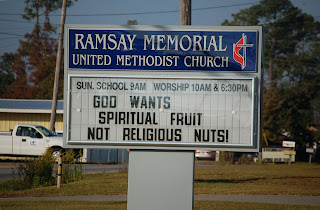 RAMSAY MEMORIAL
UNITED METHODIST CHURCH
SUN. SCHOOL 9AM WORSHIP 10AM & 6:30PM
GOD WANTS
SPIRITUAL FRUIT
NOT RELIGIOUS NUTS!